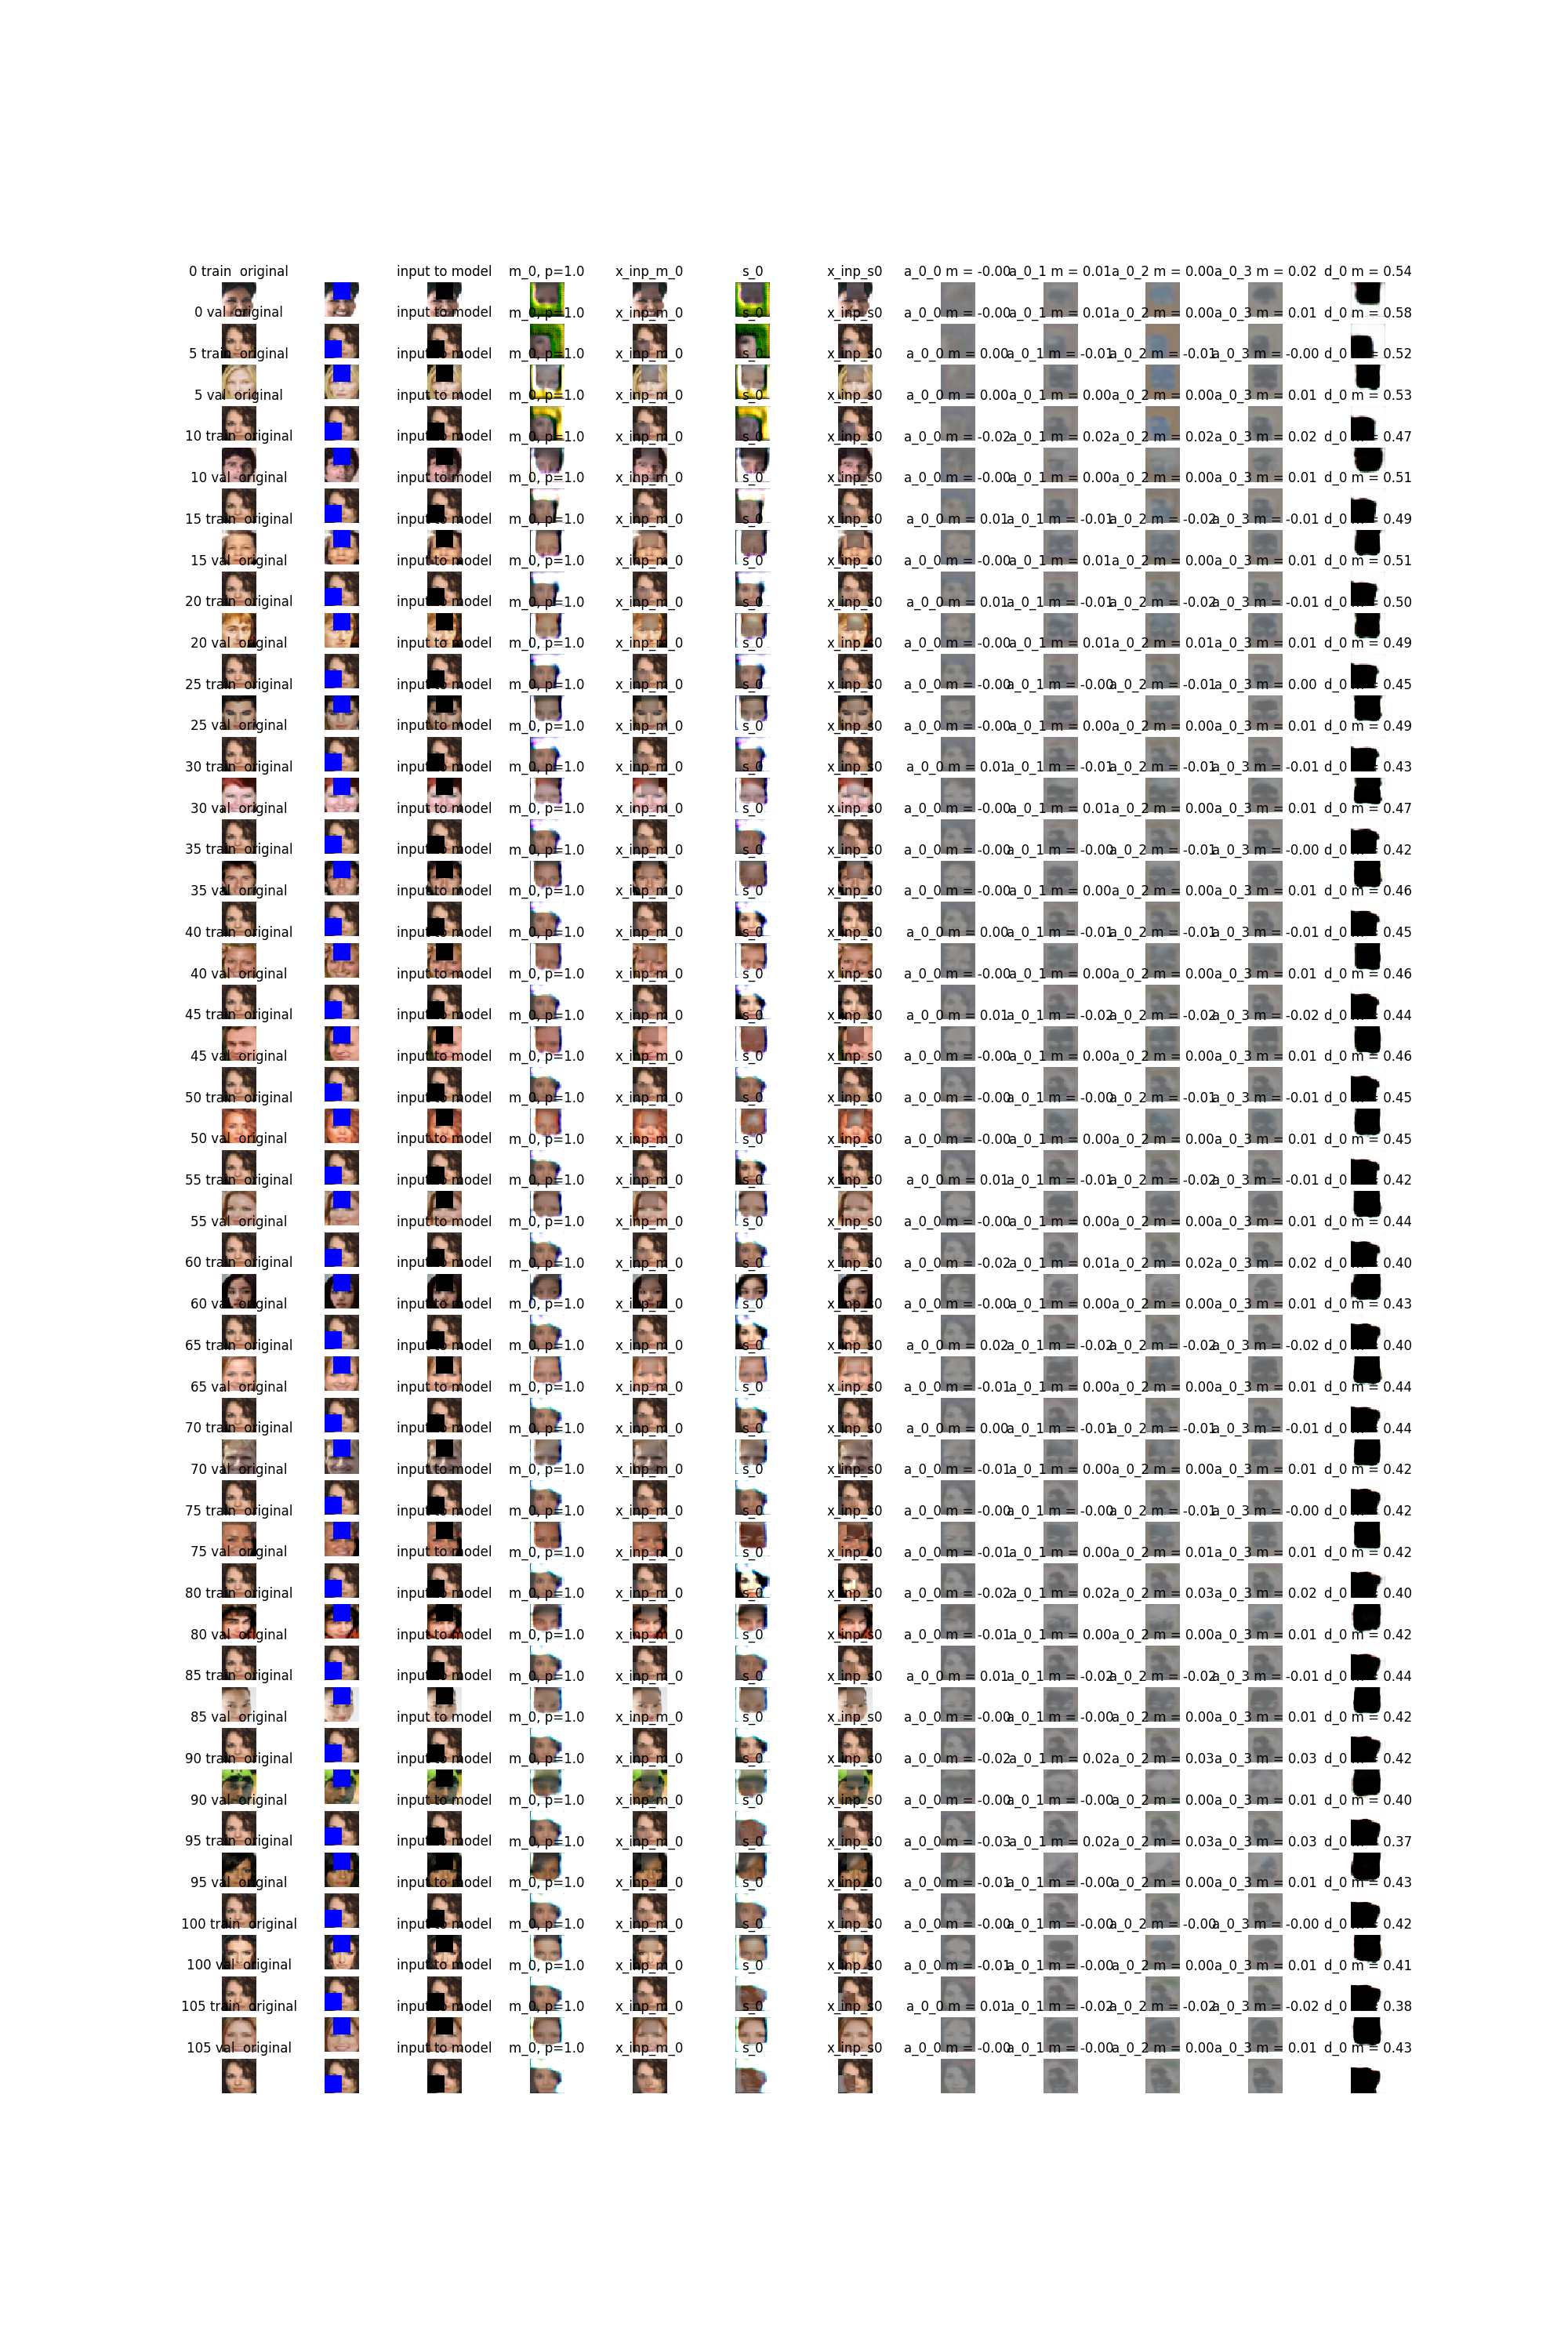 0 train  original input to model m_0, p=1.0 x_inp_m_0 s_0 x_inp_s0 a_0_0 m = -0.00 a_0_1 m = 0.01 a_0_2 m = 0.00 a_0_3 m = 0.02 d_0 m = 0.54
0 val  original input to model m_0, p=1.0 x_inp_m_0 s_0 x_inp_s0 a_0_0 m = -0.00 a_0_1 m = 0.01 a_0_2 m = 0.00 a_0_3 m = 0.01 d_0 m = 0.58
5 train  original input to model m_0, p=1.0 x_inp_m_0 s_0 x_inp_s0 a_0_0 m = 0.00 a_0_1 m = -0.01 a_0_2 m = -0.01 a_0_3 m = -0.00 d_0 m = 0.52
5 val  original input to model m_0, p=1.0 x_inp_m_0 s_0 x_inp_s0 a_0_0 m = 0.00 a_0_1 m = 0.00 a_0_2 m = 0.00 a_0_3 m = 0.01 d_0 m = 0.53
10 train  original input to model m_0, p=1.0 x_inp_m_0 s_0 x_inp_s0 a_0_0 m = -0.02 a_0_1 m = 0.02 a_0_2 m = 0.02 a_0_3 m = 0.02 d_0 m = 0.47
10 val  original input to model m_0, p=1.0 x_inp_m_0 s_0 x_inp_s0 a_0_0 m = -0.00 a_0_1 m = 0.00 a_0_2 m = 0.00 a_0_3 m = 0.01 d_0 m = 0.51
15 train  original input to model m_0, p=1.0 x_inp_m_0 s_0 x_inp_s0 a_0_0 m = 0.01 a_0_1 m = -0.01 a_0_2 m = -0.02 a_0_3 m = -0.01 d_0 m = 0.49
15 val  original input to model m_0, p=1.0 x_inp_m_0 s_0 x_inp_s0 a_0_0 m = -0.00 a_0_1 m = 0.01 a_0_2 m = 0.00 a_0_3 m = 0.01 d_0 m = 0.51
20 train  original input to model m_0, p=1.0 x_inp_m_0 s_0 x_inp_s0 a_0_0 m = 0.01 a_0_1 m = -0.01 a_0_2 m = -0.02 a_0_3 m = -0.01 d_0 m = 0.50
20 val  original input to model m_0, p=1.0 x_inp_m_0 s_0 x_inp_s0 a_0_0 m = -0.00 a_0_1 m = 0.01 a_0_2 m = 0.01 a_0_3 m = 0.01 d_0 m = 0.49
25 train  original input to model m_0, p=1.0 x_inp_m_0 s_0 x_inp_s0 a_0_0 m = -0.00 a_0_1 m = -0.00 a_0_2 m = -0.01 a_0_3 m = 0.00 d_0 m = 0.45
25 val  original input to model m_0, p=1.0 x_inp_m_0 s_0 x_inp_s0 a_0_0 m = -0.00 a_0_1 m = 0.00 a_0_2 m = 0.00 a_0_3 m = 0.01 d_0 m = 0.49
30 train  original input to model m_0, p=1.0 x_inp_m_0 s_0 x_inp_s0 a_0_0 m = 0.01 a_0_1 m = -0.01 a_0_2 m = -0.01 a_0_3 m = -0.01 d_0 m = 0.43
30 val  original input to model m_0, p=1.0 x_inp_m_0 s_0 x_inp_s0 a_0_0 m = -0.00 a_0_1 m = 0.01 a_0_2 m = 0.00 a_0_3 m = 0.01 d_0 m = 0.47
35 train  original input to model m_0, p=1.0 x_inp_m_0 s_0 x_inp_s0 a_0_0 m = -0.00 a_0_1 m = -0.00 a_0_2 m = -0.01 a_0_3 m = -0.00 d_0 m = 0.42
35 val  original input to model m_0, p=1.0 x_inp_m_0 s_0 x_inp_s0 a_0_0 m = -0.00 a_0_1 m = 0.00 a_0_2 m = 0.00 a_0_3 m = 0.01 d_0 m = 0.46
40 train  original input to model m_0, p=1.0 x_inp_m_0 s_0 x_inp_s0 a_0_0 m = 0.00 a_0_1 m = -0.01 a_0_2 m = -0.01 a_0_3 m = -0.01 d_0 m = 0.45
40 val  original input to model m_0, p=1.0 x_inp_m_0 s_0 x_inp_s0 a_0_0 m = -0.00 a_0_1 m = 0.00 a_0_2 m = 0.00 a_0_3 m = 0.01 d_0 m = 0.46
45 train  original input to model m_0, p=1.0 x_inp_m_0 s_0 x_inp_s0 a_0_0 m = 0.01 a_0_1 m = -0.02 a_0_2 m = -0.02 a_0_3 m = -0.02 d_0 m = 0.44
45 val  original input to model m_0, p=1.0 x_inp_m_0 s_0 x_inp_s0 a_0_0 m = -0.00 a_0_1 m = 0.00 a_0_2 m = 0.00 a_0_3 m = 0.01 d_0 m = 0.46
50 train  original input to model m_0, p=1.0 x_inp_m_0 s_0 x_inp_s0 a_0_0 m = -0.00 a_0_1 m = -0.00 a_0_2 m = -0.01 a_0_3 m = -0.01 d_0 m = 0.45
50 val  original input to model m_0, p=1.0 x_inp_m_0 s_0 x_inp_s0 a_0_0 m = -0.00 a_0_1 m = 0.00 a_0_2 m = 0.00 a_0_3 m = 0.01 d_0 m = 0.45
55 train  original input to model m_0, p=1.0 x_inp_m_0 s_0 x_inp_s0 a_0_0 m = 0.01 a_0_1 m = -0.01 a_0_2 m = -0.02 a_0_3 m = -0.01 d_0 m = 0.42
55 val  original input to model m_0, p=1.0 x_inp_m_0 s_0 x_inp_s0 a_0_0 m = -0.00 a_0_1 m = 0.00 a_0_2 m = 0.00 a_0_3 m = 0.01 d_0 m = 0.44
60 train  original input to model m_0, p=1.0 x_inp_m_0 s_0 x_inp_s0 a_0_0 m = -0.02 a_0_1 m = 0.01 a_0_2 m = 0.02 a_0_3 m = 0.02 d_0 m = 0.40
60 val  original input to model m_0, p=1.0 x_inp_m_0 s_0 x_inp_s0 a_0_0 m = -0.00 a_0_1 m = 0.00 a_0_2 m = 0.00 a_0_3 m = 0.01 d_0 m = 0.43
65 train  original input to model m_0, p=1.0 x_inp_m_0 s_0 x_inp_s0 a_0_0 m = 0.02 a_0_1 m = -0.02 a_0_2 m = -0.02 a_0_3 m = -0.02 d_0 m = 0.40
65 val  original input to model m_0, p=1.0 x_inp_m_0 s_0 x_inp_s0 a_0_0 m = -0.01 a_0_1 m = 0.00 a_0_2 m = 0.00 a_0_3 m = 0.01 d_0 m = 0.44
70 train  original input to model m_0, p=1.0 x_inp_m_0 s_0 x_inp_s0 a_0_0 m = 0.00 a_0_1 m = -0.01 a_0_2 m = -0.01 a_0_3 m = -0.01 d_0 m = 0.44
70 val  original input to model m_0, p=1.0 x_inp_m_0 s_0 x_inp_s0 a_0_0 m = -0.01 a_0_1 m = 0.00 a_0_2 m = 0.00 a_0_3 m = 0.01 d_0 m = 0.42
75 train  original input to model m_0, p=1.0 x_inp_m_0 s_0 x_inp_s0 a_0_0 m = -0.00 a_0_1 m = -0.00 a_0_2 m = -0.01 a_0_3 m = -0.00 d_0 m = 0.42
75 val  original input to model m_0, p=1.0 x_inp_m_0 s_0 x_inp_s0 a_0_0 m = -0.01 a_0_1 m = 0.00 a_0_2 m = 0.01 a_0_3 m = 0.01 d_0 m = 0.42
80 train  original input to model m_0, p=1.0 x_inp_m_0 s_0 x_inp_s0 a_0_0 m = -0.02 a_0_1 m = 0.02 a_0_2 m = 0.03 a_0_3 m = 0.02 d_0 m = 0.40
80 val  original input to model m_0, p=1.0 x_inp_m_0 s_0 x_inp_s0 a_0_0 m = -0.01 a_0_1 m = 0.00 a_0_2 m = 0.00 a_0_3 m = 0.01 d_0 m = 0.42
85 train  original input to model m_0, p=1.0 x_inp_m_0 s_0 x_inp_s0 a_0_0 m = 0.01 a_0_1 m = -0.02 a_0_2 m = -0.02 a_0_3 m = -0.01 d_0 m = 0.44
85 val  original input to model m_0, p=1.0 x_inp_m_0 s_0 x_inp_s0 a_0_0 m = -0.00 a_0_1 m = -0.00 a_0_2 m = 0.00 a_0_3 m = 0.01 d_0 m = 0.42
90 train  original input to model m_0, p=1.0 x_inp_m_0 s_0 x_inp_s0 a_0_0 m = -0.02 a_0_1 m = 0.02 a_0_2 m = 0.03 a_0_3 m = 0.03 d_0 m = 0.42
90 val  original input to model m_0, p=1.0 x_inp_m_0 s_0 x_inp_s0 a_0_0 m = -0.00 a_0_1 m = -0.00 a_0_2 m = 0.00 a_0_3 m = 0.01 d_0 m = 0.40
95 train  original input to model m_0, p=1.0 x_inp_m_0 s_0 x_inp_s0 a_0_0 m = -0.03 a_0_1 m = 0.02 a_0_2 m = 0.03 a_0_3 m = 0.03 d_0 m = 0.37
95 val  original input to model m_0, p=1.0 x_inp_m_0 s_0 x_inp_s0 a_0_0 m = -0.01 a_0_1 m = -0.00 a_0_2 m = 0.00 a_0_3 m = 0.01 d_0 m = 0.43
100 train  original input to model m_0, p=1.0 x_inp_m_0 s_0 x_inp_s0 a_0_0 m = -0.00 a_0_1 m = -0.00 a_0_2 m = -0.00 a_0_3 m = -0.00 d_0 m = 0.42
100 val  original input to model m_0, p=1.0 x_inp_m_0 s_0 x_inp_s0 a_0_0 m = -0.01 a_0_1 m = -0.00 a_0_2 m = 0.00 a_0_3 m = 0.01 d_0 m = 0.41
105 train  original input to model m_0, p=1.0 x_inp_m_0 s_0 x_inp_s0 a_0_0 m = 0.01 a_0_1 m = -0.02 a_0_2 m = -0.02 a_0_3 m = -0.02 d_0 m = 0.38
105 val  original input to model m_0, p=1.0 x_inp_m_0 s_0 x_inp_s0 a_0_0 m = -0.00 a_0_1 m = -0.00 a_0_2 m = 0.00 a_0_3 m = 0.01 d_0 m = 0.43